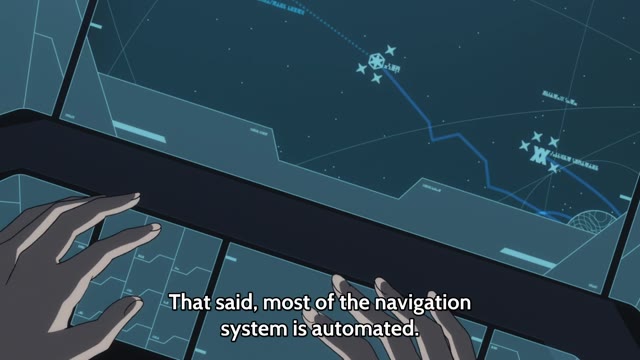 That said, most of the navigation
system is automated.